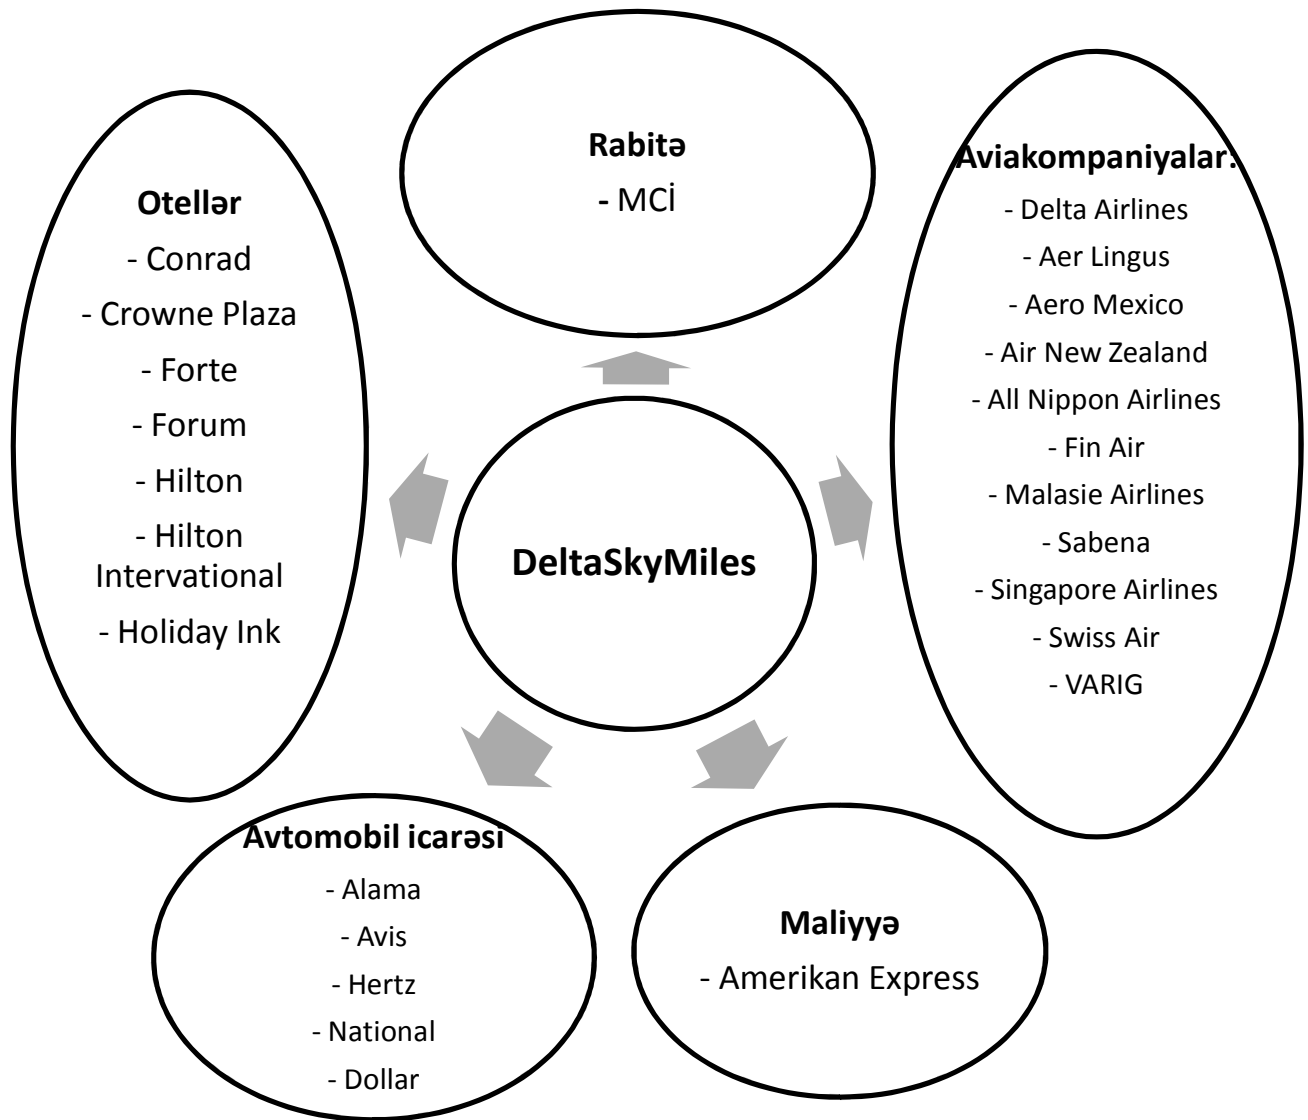 Rabitə
- MCİ
Otellər
- Conrad
- Crowne Plaza
- Forte
- Forum
- Hilton
- Hilton
Intervational
- Holiday Ink
Aviakompaniyalar:
- Delta Airlines
- Aer Lingus
- Aero Mexico
- Air New Zealand
- All Nippon Airlines
- Fin Air
- Malasie Airlines
- Sabena
- Singapore Airlines
- Swiss Air
- VARIG
DeltaSkyMiles
Avtomobil icarəsi
- Alama
- Avis
- Hertz
- National
- Dollar
Maliyyə
- Amerikan Express